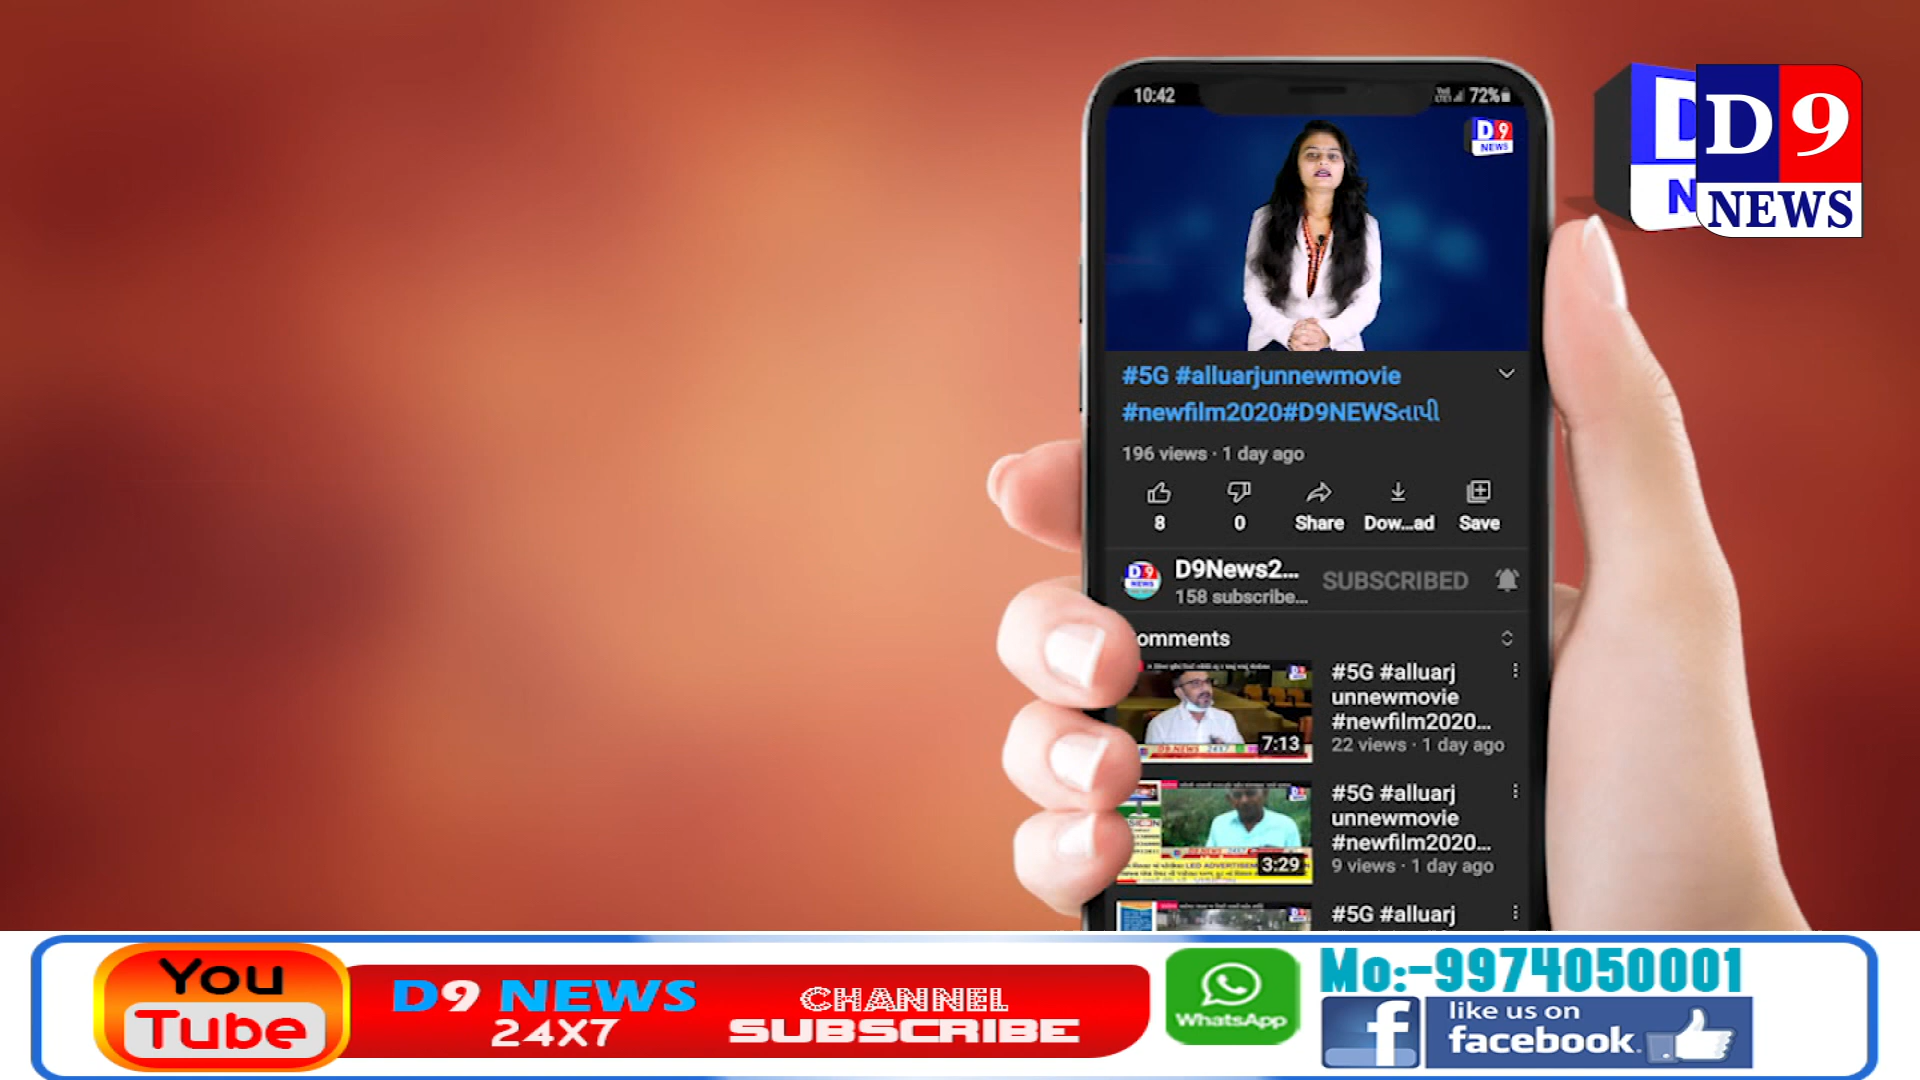 10:42
72%
D9
NEWS
D
N
D9
NEWS
#5G #alluarjunnewmovie
#newfilm2020#D9NEWSતાપી
196 views · 1 day ago
8
0
Share
Dow...ad
Save
D9News2...
SUBSCRIBED
158 subscribe...
omments
#5G #alluarj
unnewmovie
#newfilm2020...
22 views · 1 day ago
7:13
#5G #alluarj
unnewmovie
#newfilm2020...
9 views · 1 day ago
3:29
#5G #alluarj
You
Tube
D9 NEWS
24X7
CHANNEL
SUBSCRIBE
WhatsApp
Mo:-9974050001
like us on
facebook.